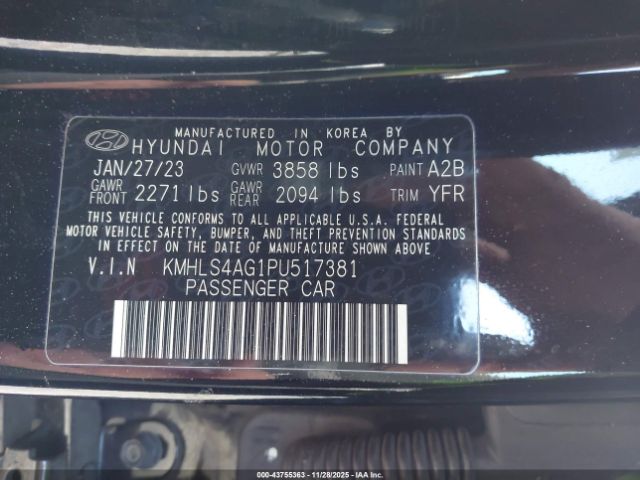 MANUFACTURED IN KOREA BY
HYUNDAI MOTOR COMPANY
JAN/27/23 GVWR 3858 lbs PAINT A2B
GAWR FRONT 2271 lbs GAWR REAR 2094 lbs TRIM YFR
THIS VEHICLE CONFORMS TO ALL APPLICABLE U.S.A. FEDERAL
MOTOR VEHICLE SAFETY, BUMPER, AND THEFT PREVENTION
STANDARDS IN EFFECT ON THE DATE OF MANUFACTURE SHOWN ABOVE.
V.I.N KMHLS4AG1PU517381
PASSENGER CAR
000-43755363 - 11/28/2025 - IAAI.com